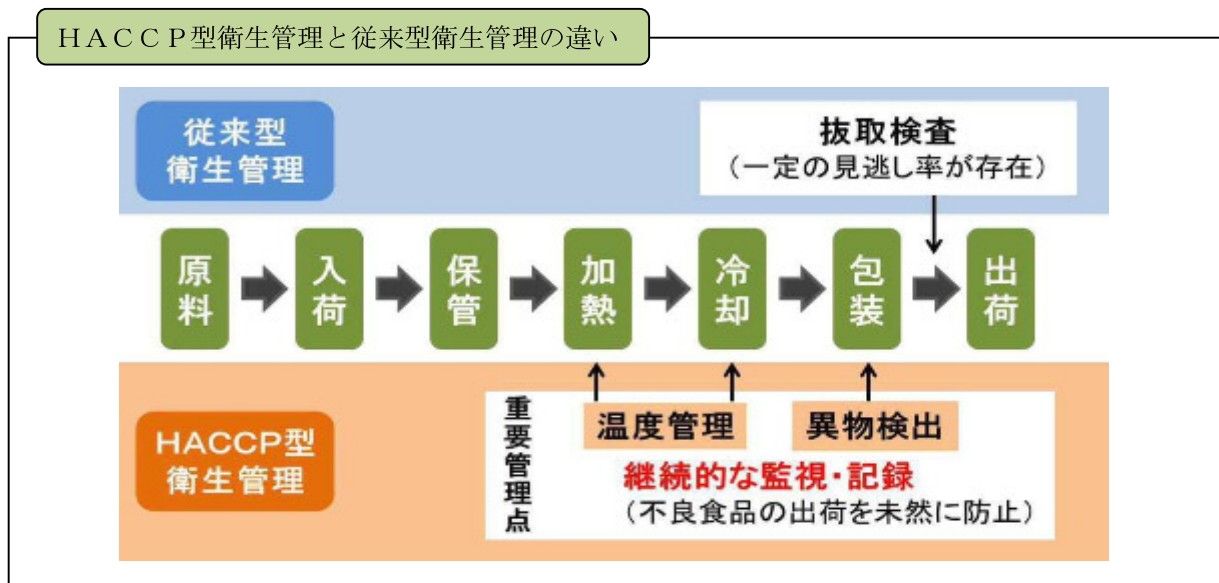 ＨＡＣＣＰ型衛生管理と従来型衛生管理の違い
従来型
衛生管理
抜取検査
（一定の見逃し率が存在）
原料
入荷
保管
加熱
冷却
包装
出荷
HACCP型
衛生管理
重要管理点
温度管理
異物検出
継続的な監視・記録
（不良食品の出荷を未然に防止）